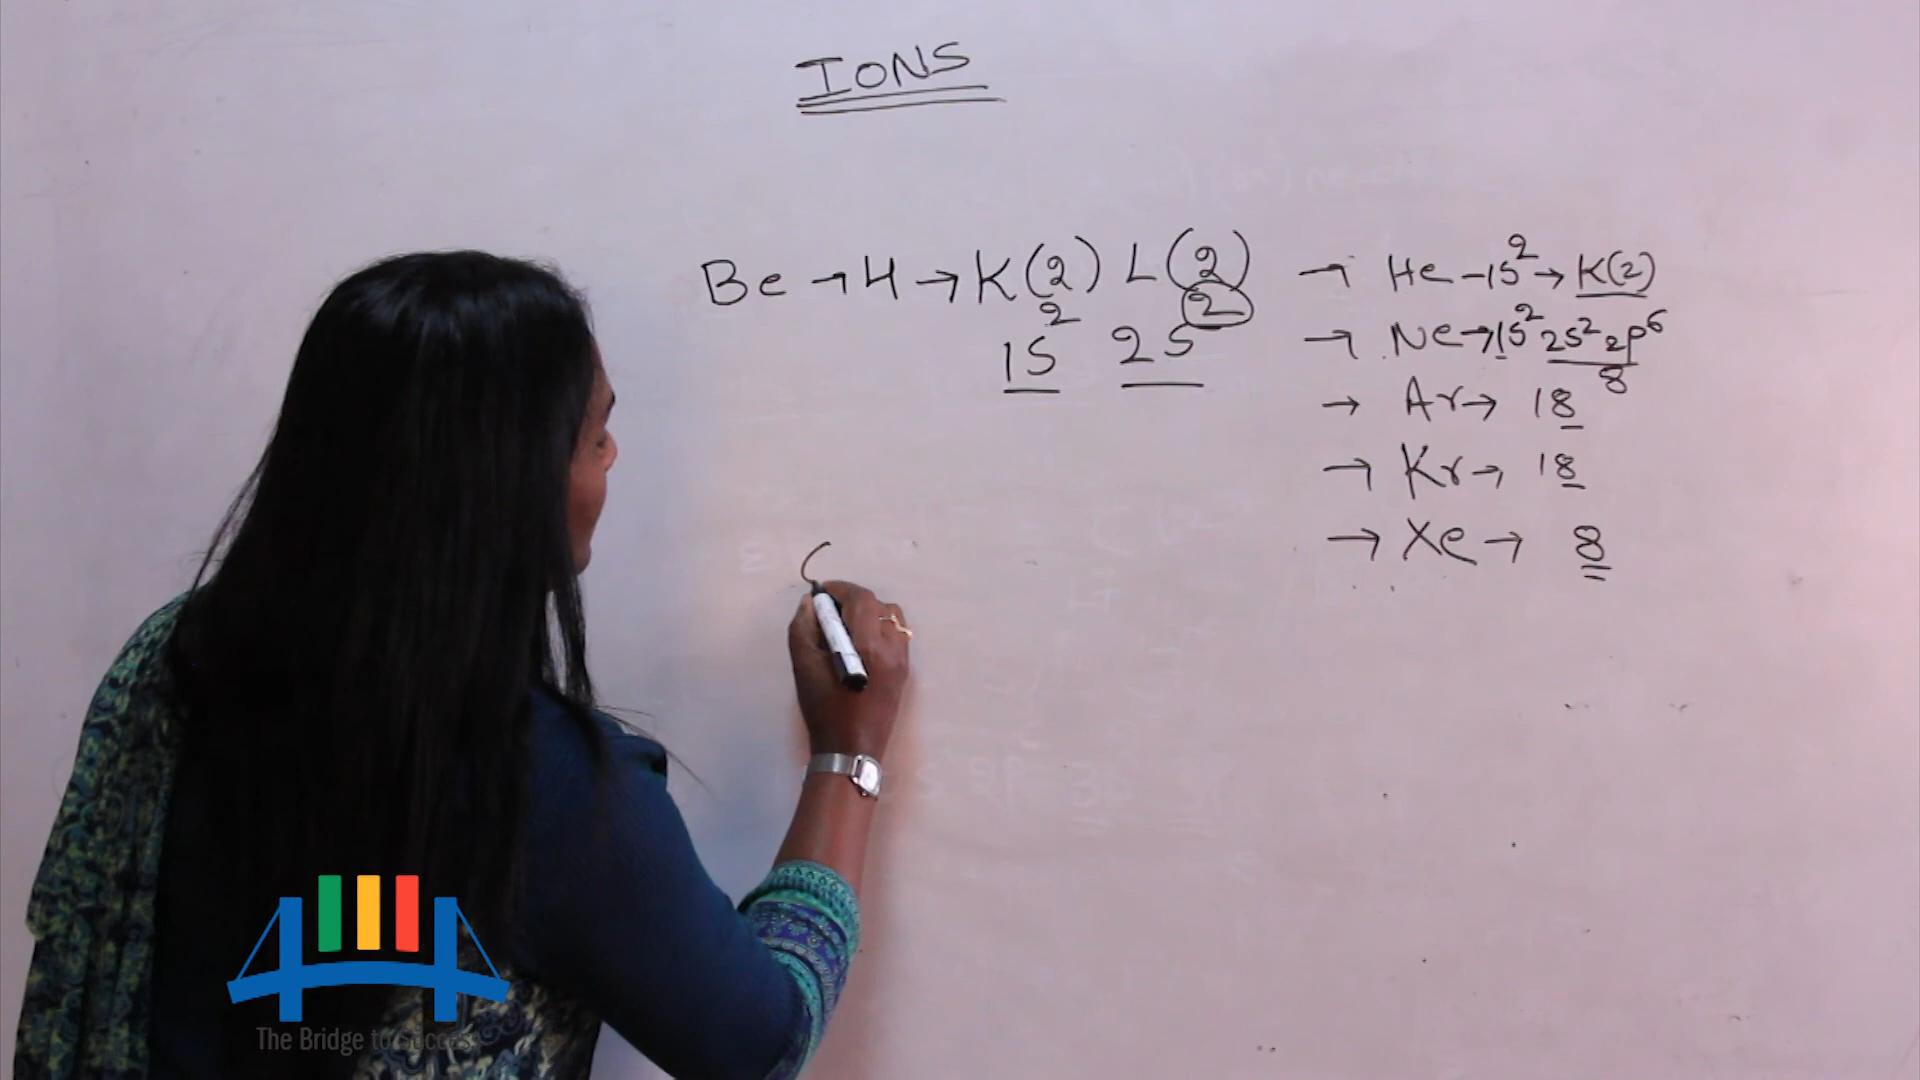 IONS
Be → 4 → K(2) L(2)
1s² 2s²
→ He - 1s² → K(2)
→ Ne → 1s² 2s² 2p⁶
8
→ Ar → 18
→ Kr → 18
→ Xe → 8
The Bridge to Success